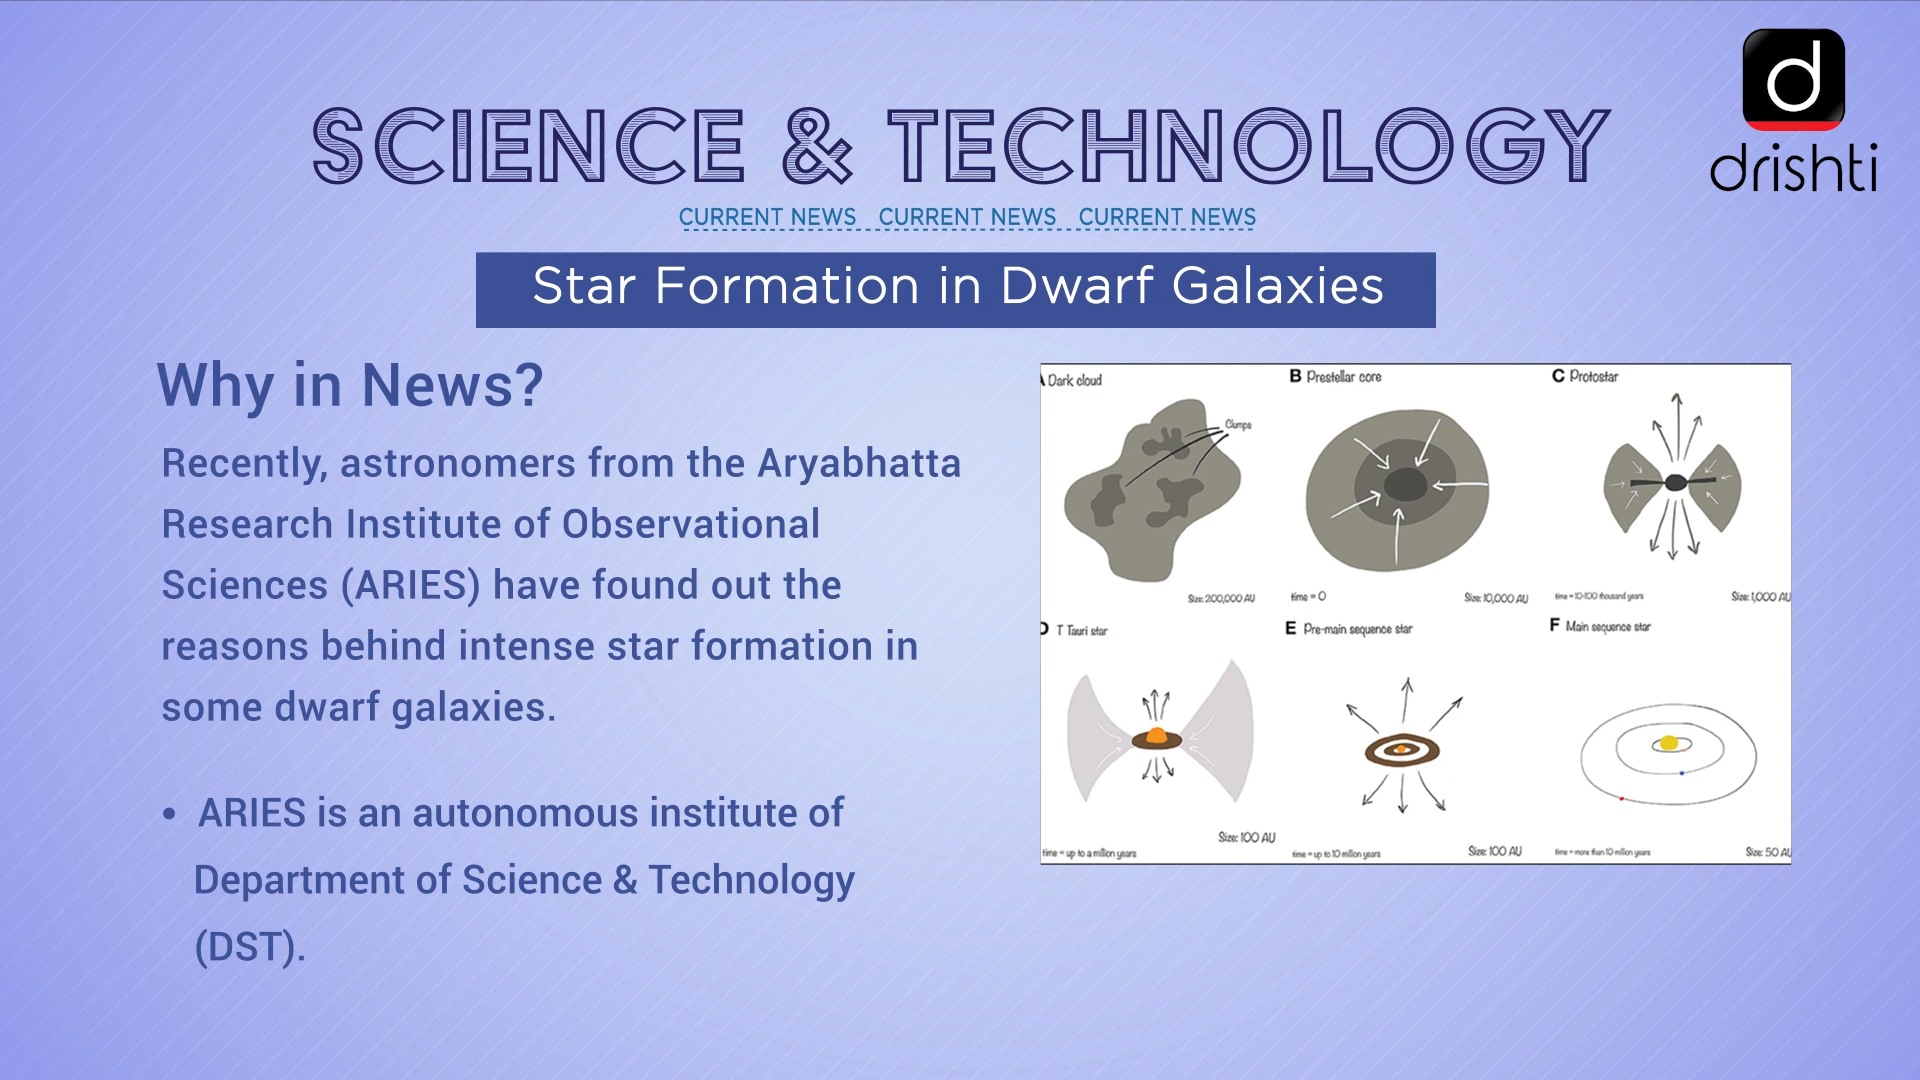 d
drishti
SCIENCE & TECHNOLOGY
CURRENT NEWS CURRENT NEWS CURRENT NEWS
Star Formation in Dwarf Galaxies
Why in News?
Recently, astronomers from the Aryabhatta
Research Institute of Observational
Sciences (ARIES) have found out the
reasons behind intense star formation in
some dwarf galaxies.
• ARIES is an autonomous institute of
Department of Science & Technology
(DST).
A Dark cloud
Clumps
Size: 200,000 AU
B Prestellar core
time = 0
Size: 10,000 AU
C Protostar
time = 10-100 thousand years
Size: 1,000 AU
D T Tauri star
time = up to a million years
Size: 100 AU
E Pre-main sequence star
time = up to 10 million years
Size: 100 AU
F Main sequence star
time = more than 10 million years
Size: 50 AU